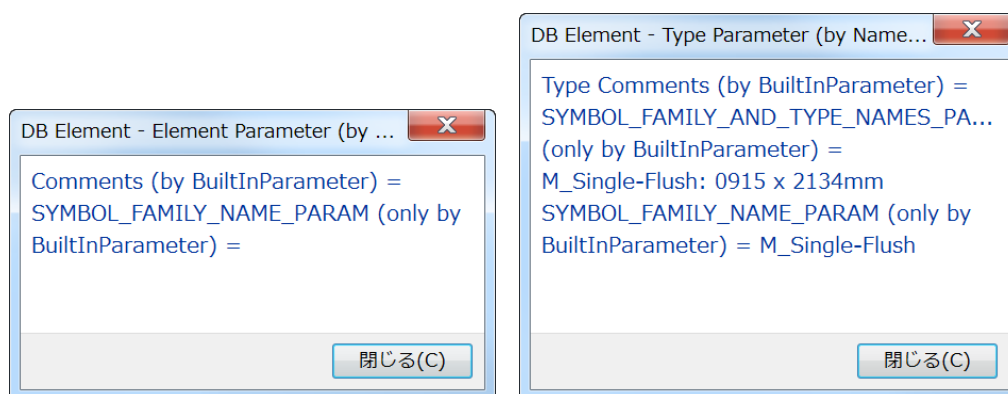 DB Element - Element Parameter (by ...
Comments (by BuiltInParameter) =
SYMBOL_FAMILY_NAME_PARAM (only by
BuiltInParameter) =
閉じる(C)
DB Element - Type Parameter (by Name...
Type Comments (by BuiltInParameter) =
SYMBOL_FAMILY_AND_TYPE_NAMES_PA...
(only by BuiltInParameter) =
M_Single-Flush: 0915 x 2134mm
SYMBOL_FAMILY_NAME_PARAM (only by
BuiltInParameter) = M_Single-Flush
閉じる(C)